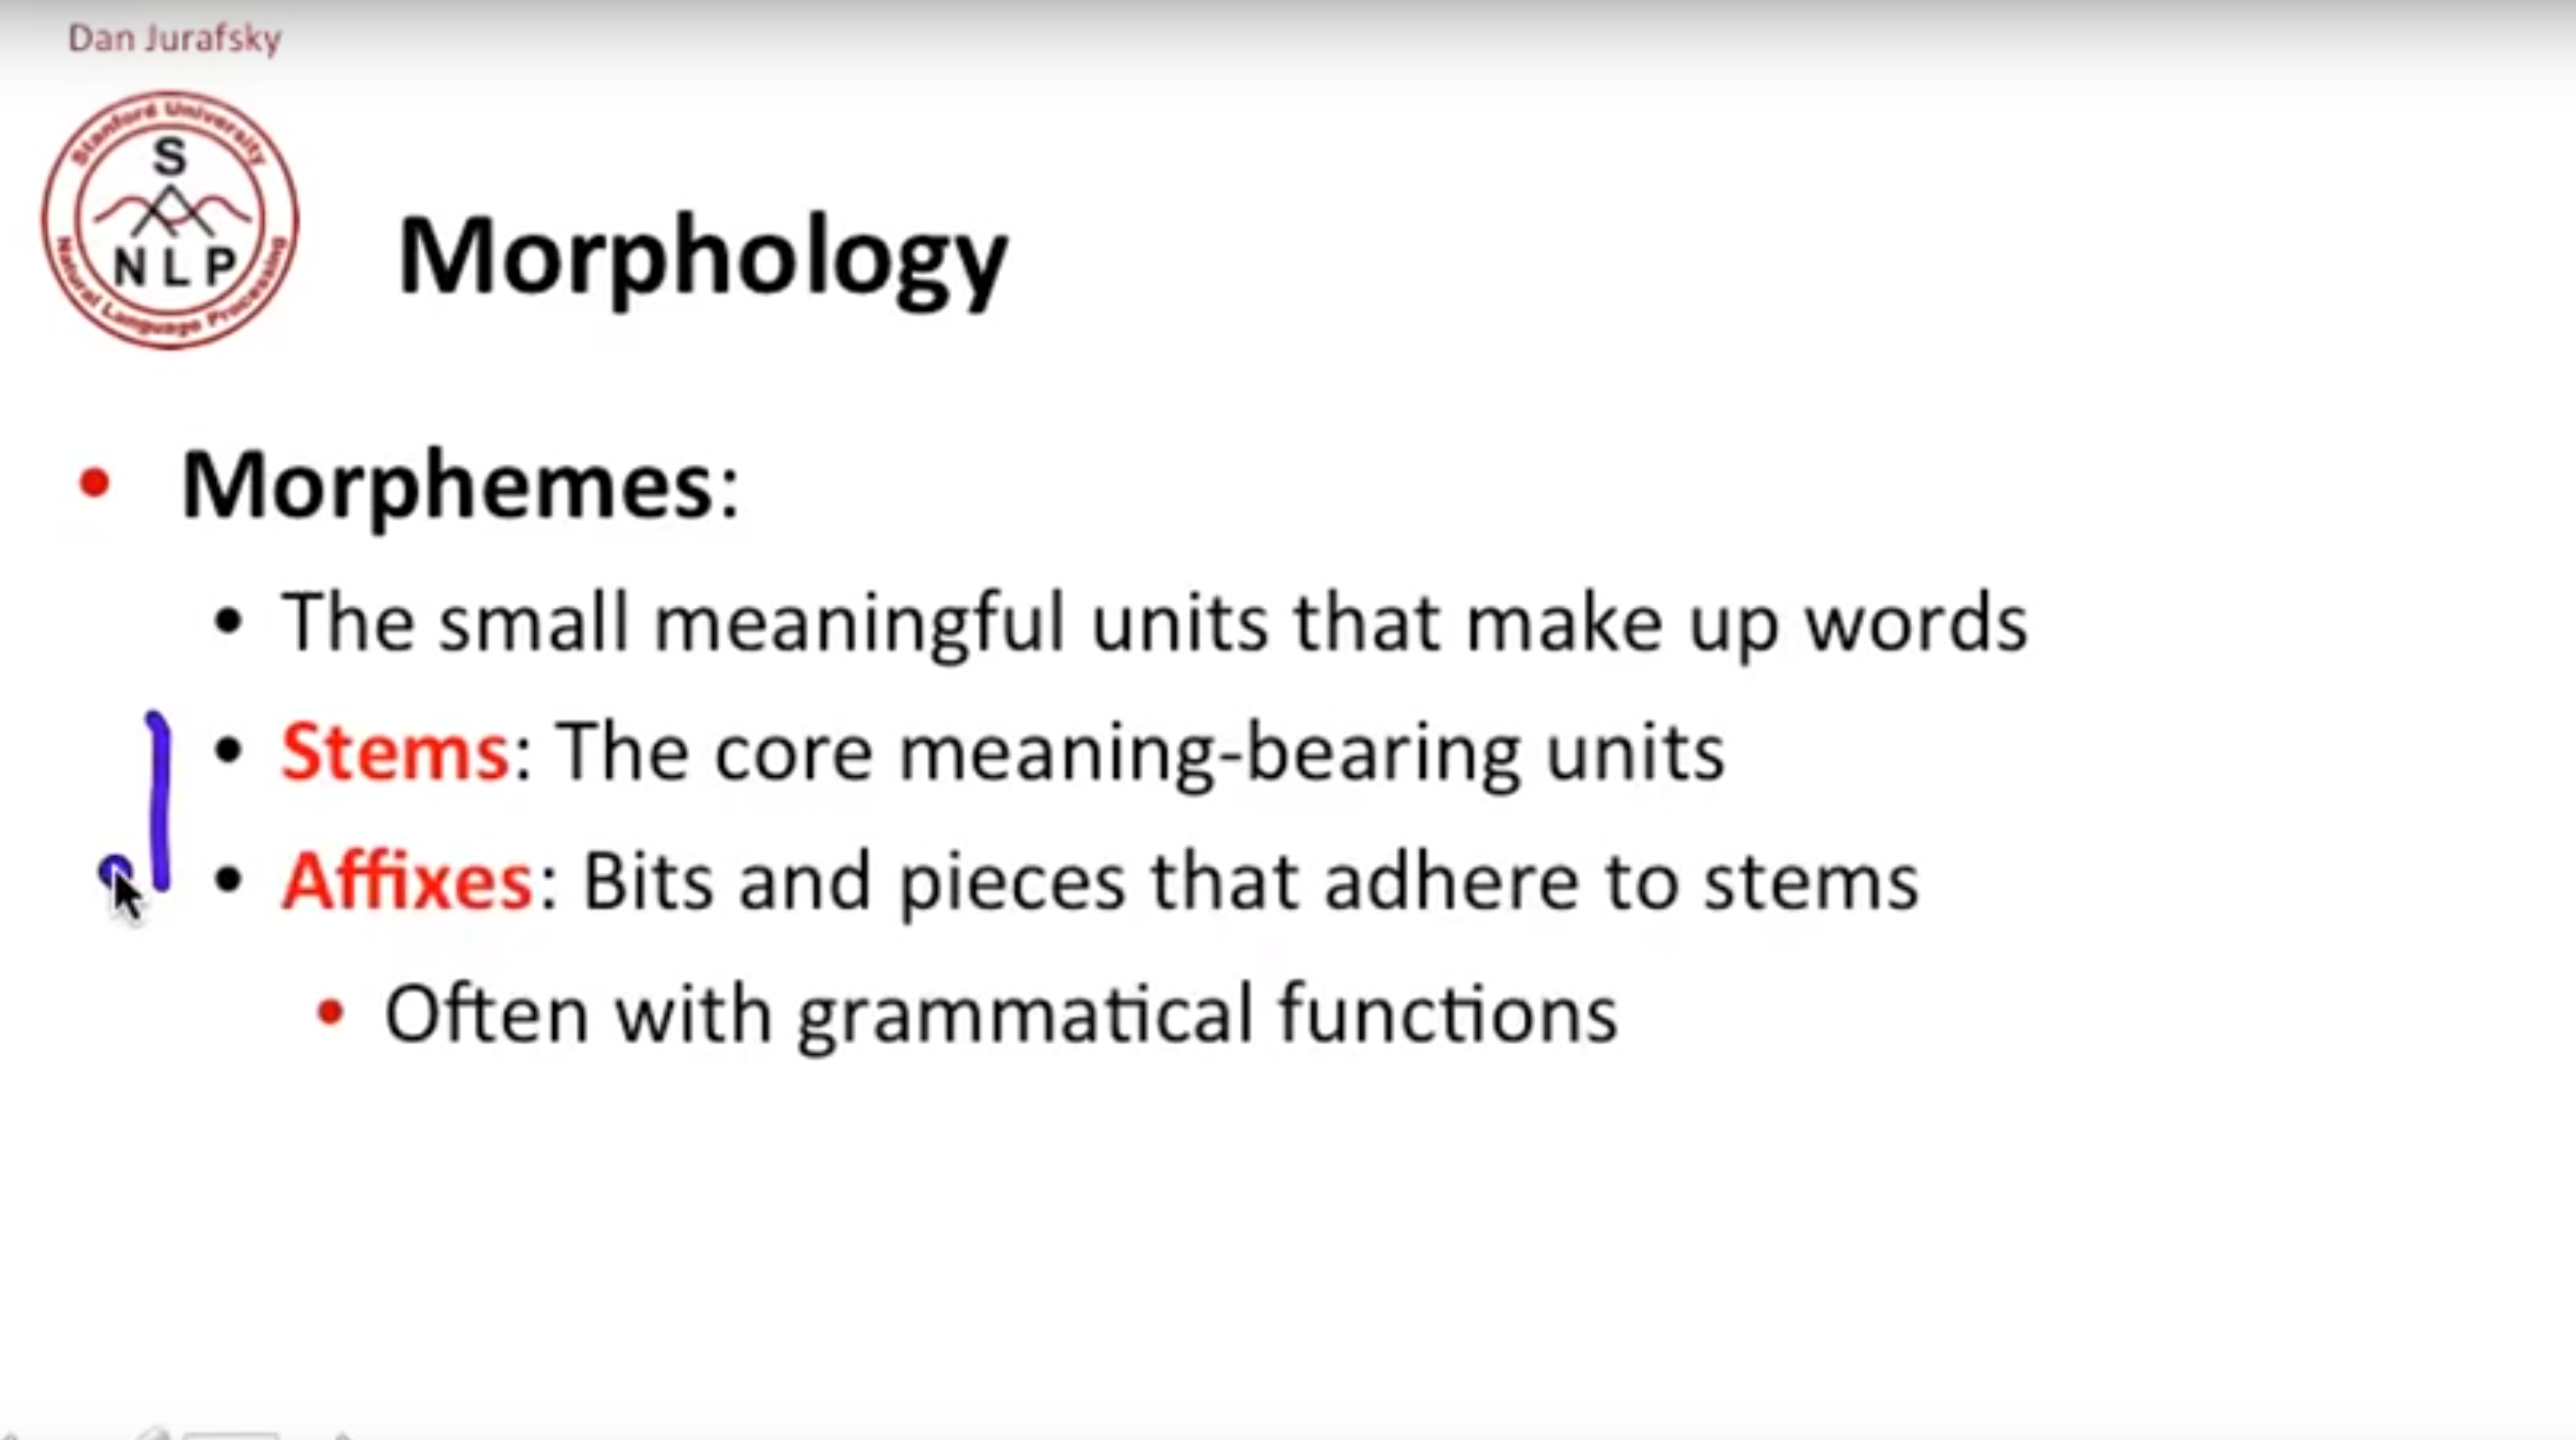 Dan Jurafsky
Stanford University
S
NLP
Natural Language Processing
Morphology
• Morphemes:
• The small meaningful units that make up words
• Stems: The core meaning-bearing units
• Affixes: Bits and pieces that adhere to stems
• Often with grammatical functions